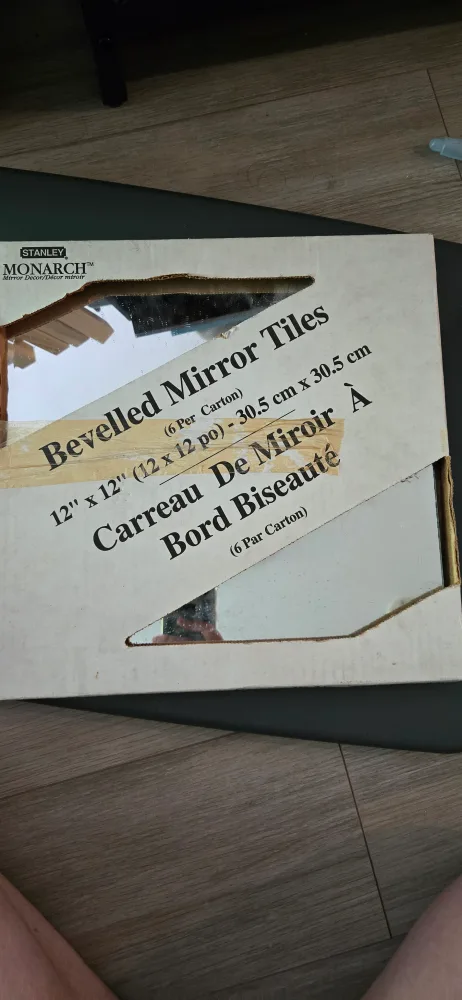 STANLEY
MONARCH™
Mirror Decor/Décor miroir
Bevelled Mirror Tiles
(6 Per Carton)
12" x 12" (12 x 12 po) - 30.5 cm x 30.5 cm
Carreau De Miroir À
Bord Biseauté
(6 Par Carton)